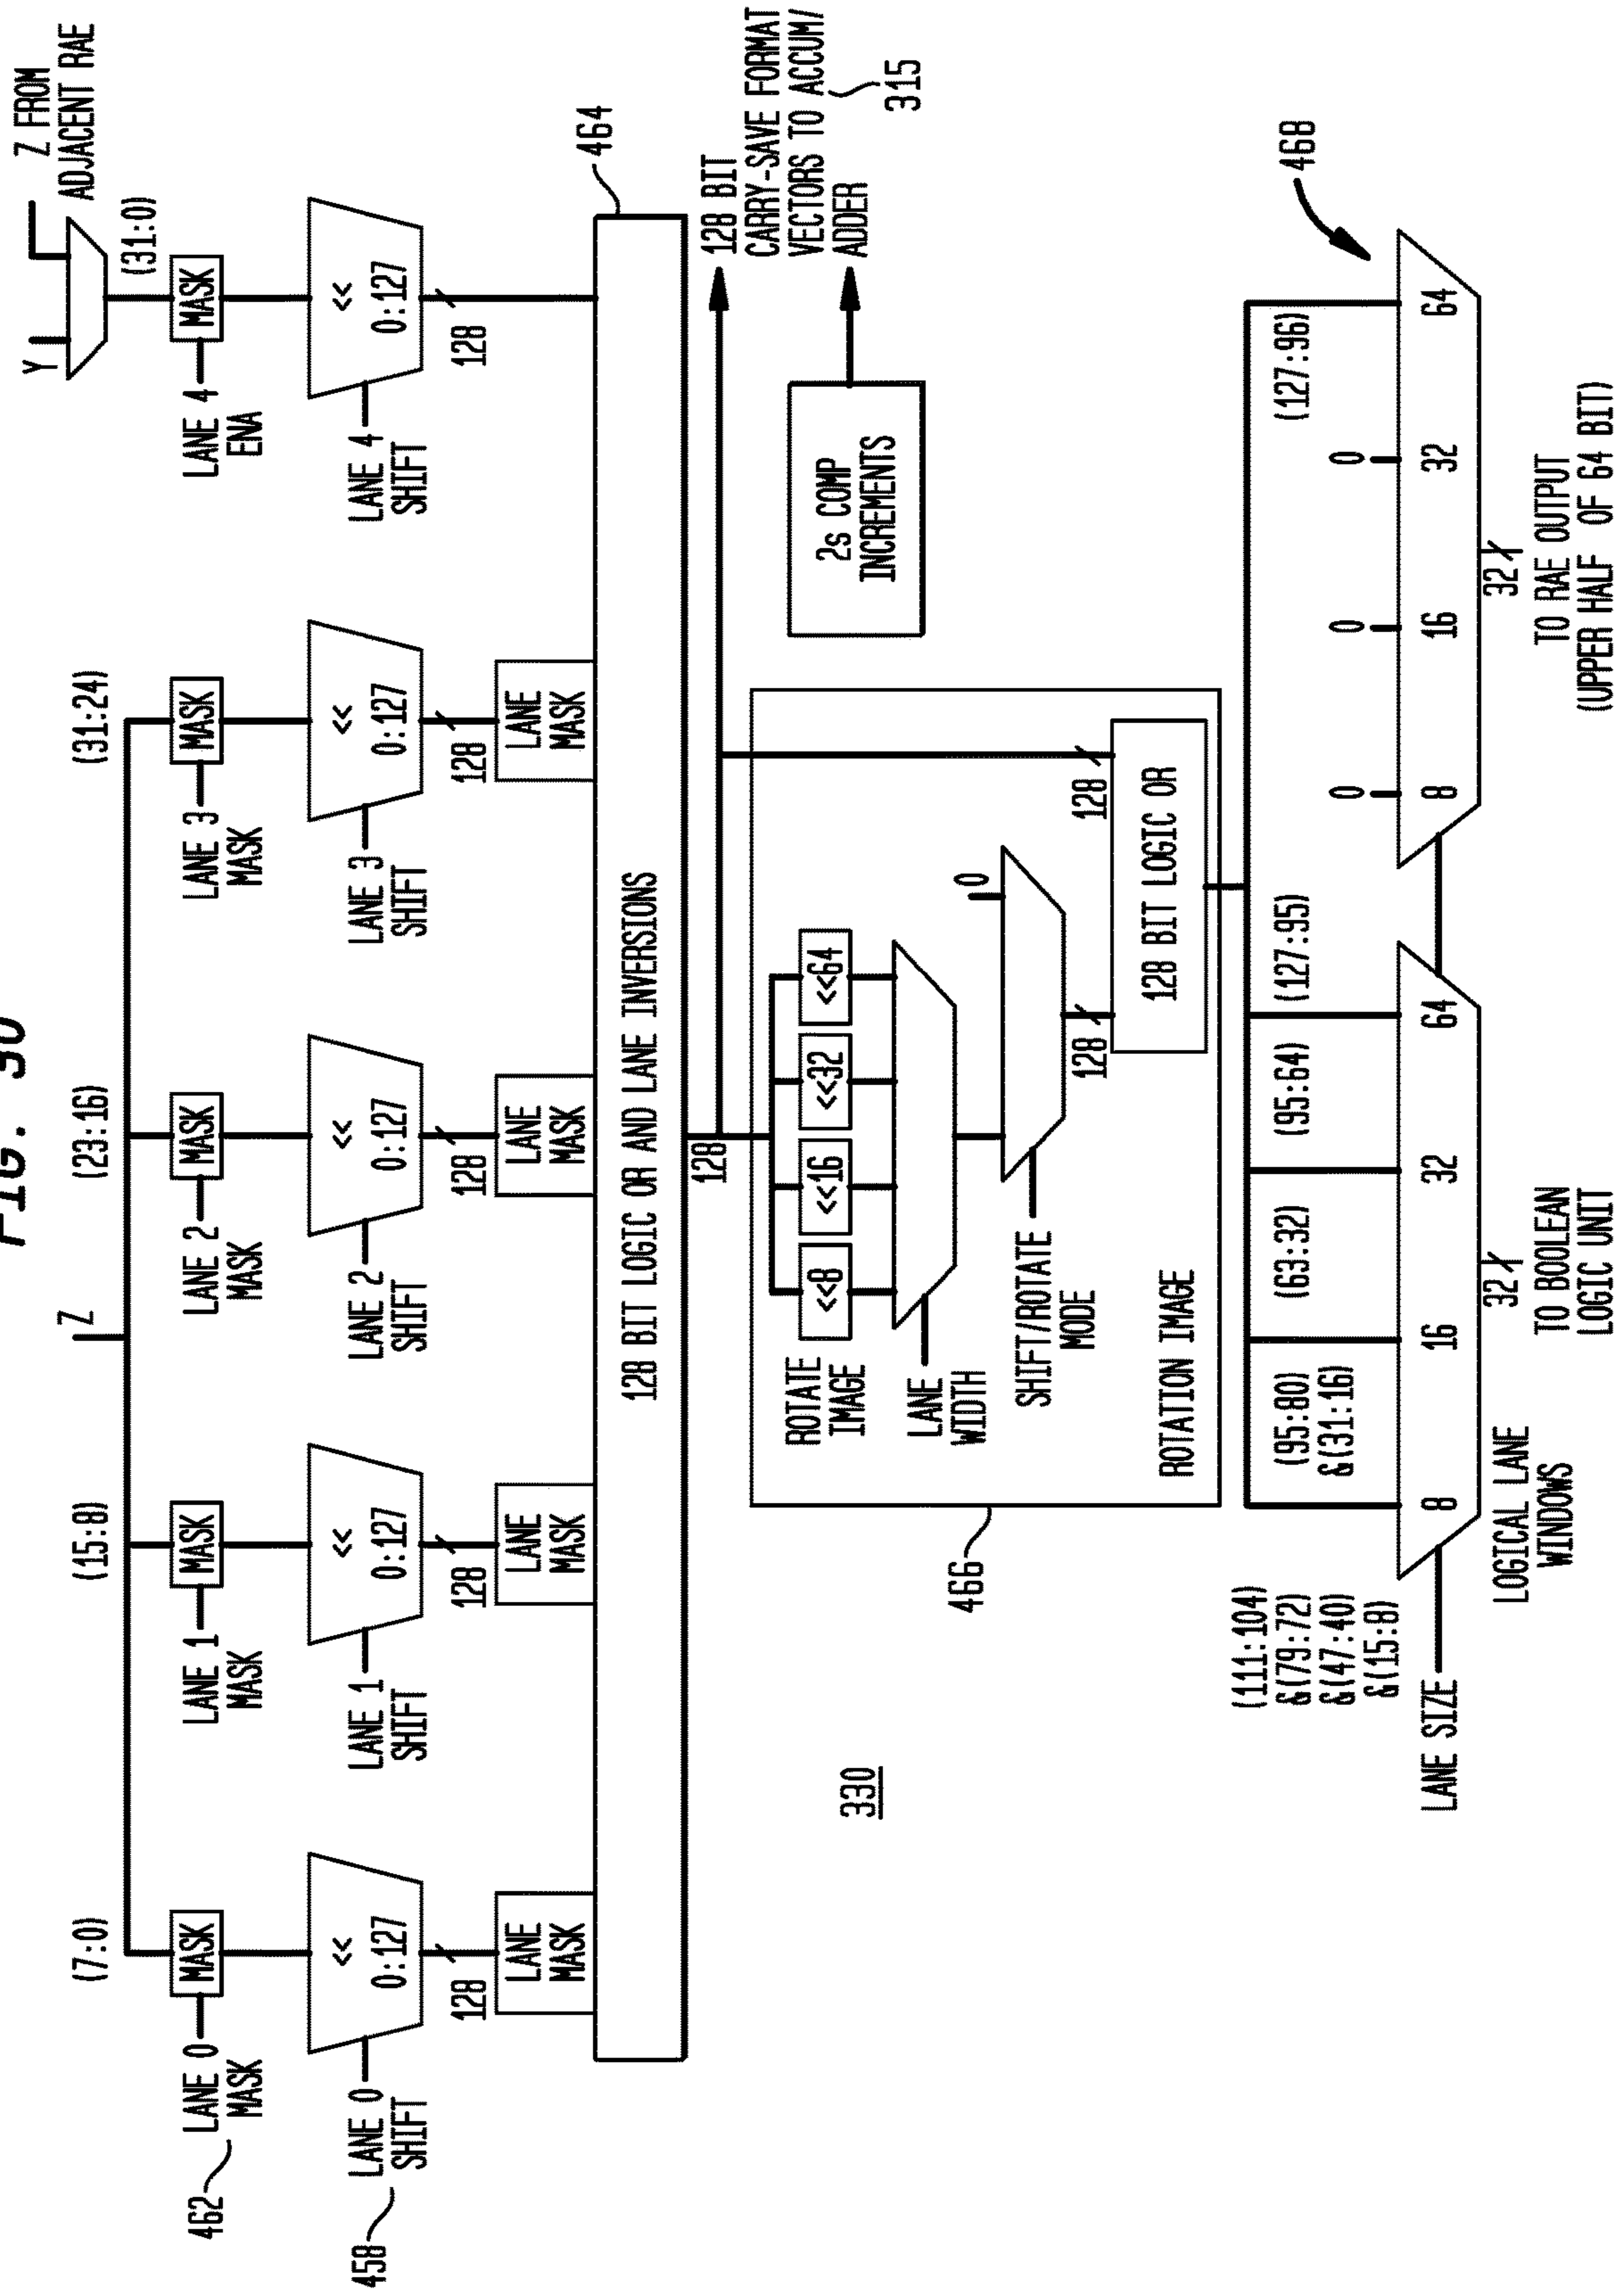 FIG. 30
Z FROM
ADJACENT RAE
Y
Z
(7:0)
(15:8)
(23:16)
(31:24)
(31:0)
MASK
MASK
MASK
MASK
MASK
462
LANE 0
MASK
LANE 1
MASK
LANE 2
MASK
LANE 3
MASK
LANE 4
ENA
<<
0:127
<<
0:127
<<
0:127
<<
0:127
<<
0:127
458
LANE 0
SHIFT
LANE 1
SHIFT
LANE 2
SHIFT
LANE 3
SHIFT
LANE 4
SHIFT
128
128
128
128
128
LANE
MASK
LANE
MASK
LANE
MASK
LANE
MASK
464
128 BIT LOGIC OR AND LANE INVERSIONS
128
128 BIT
CARRY-SAVE FORMAT
VECTORS TO ACCUM/
ADDER
315
2s COMP
INCREMENTS
330
466
ROTATE
IMAGE
<<8
<<16
<<32
<<64
LANE
WIDTH
0
SHIFT/ROTATE
MODE
128
128
128 BIT LOGIC OR
ROTATION IMAGE
468
(111:104)
&(79:72)
&(47:40)
&(15:8)
(95:80)
&(31:16)
(63:32)
(95:64)
(127:95)
(127:96)
0
0
0
LANE SIZE
8
16
32
64
8
16
32
64
LOGICAL LANE
WINDOWS
32
TO BOOLEAN
LOGIC UNIT
32
TO RAE OUTPUT
(UPPER HALF OF 64 BIT)